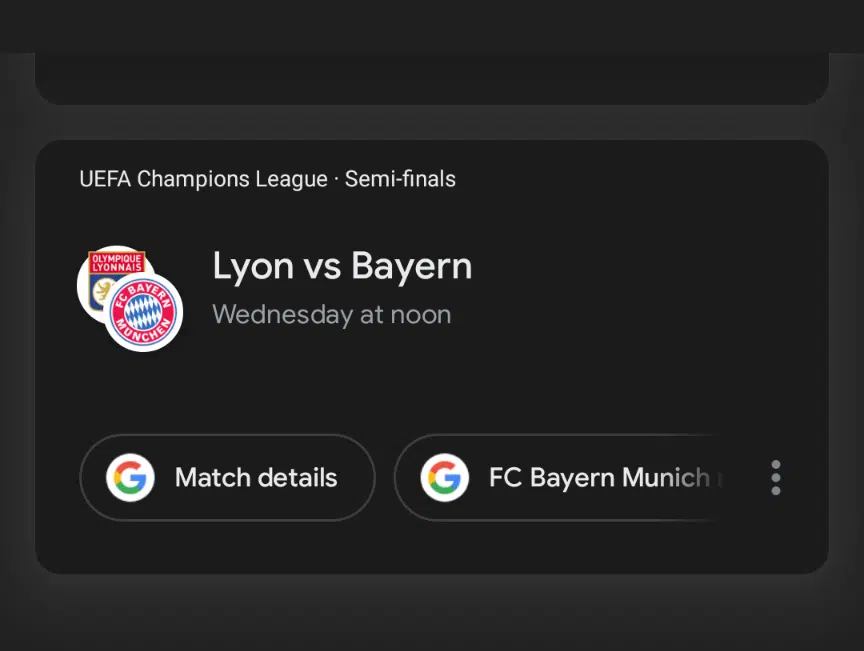 UEFA Champions League · Semi-finals
OLYMPIQUE
LYONNAIS
FC BAYERN
MÜNCHEN
Lyon vs Bayern
Wednesday at noon
Match details
FC Bayern Munich